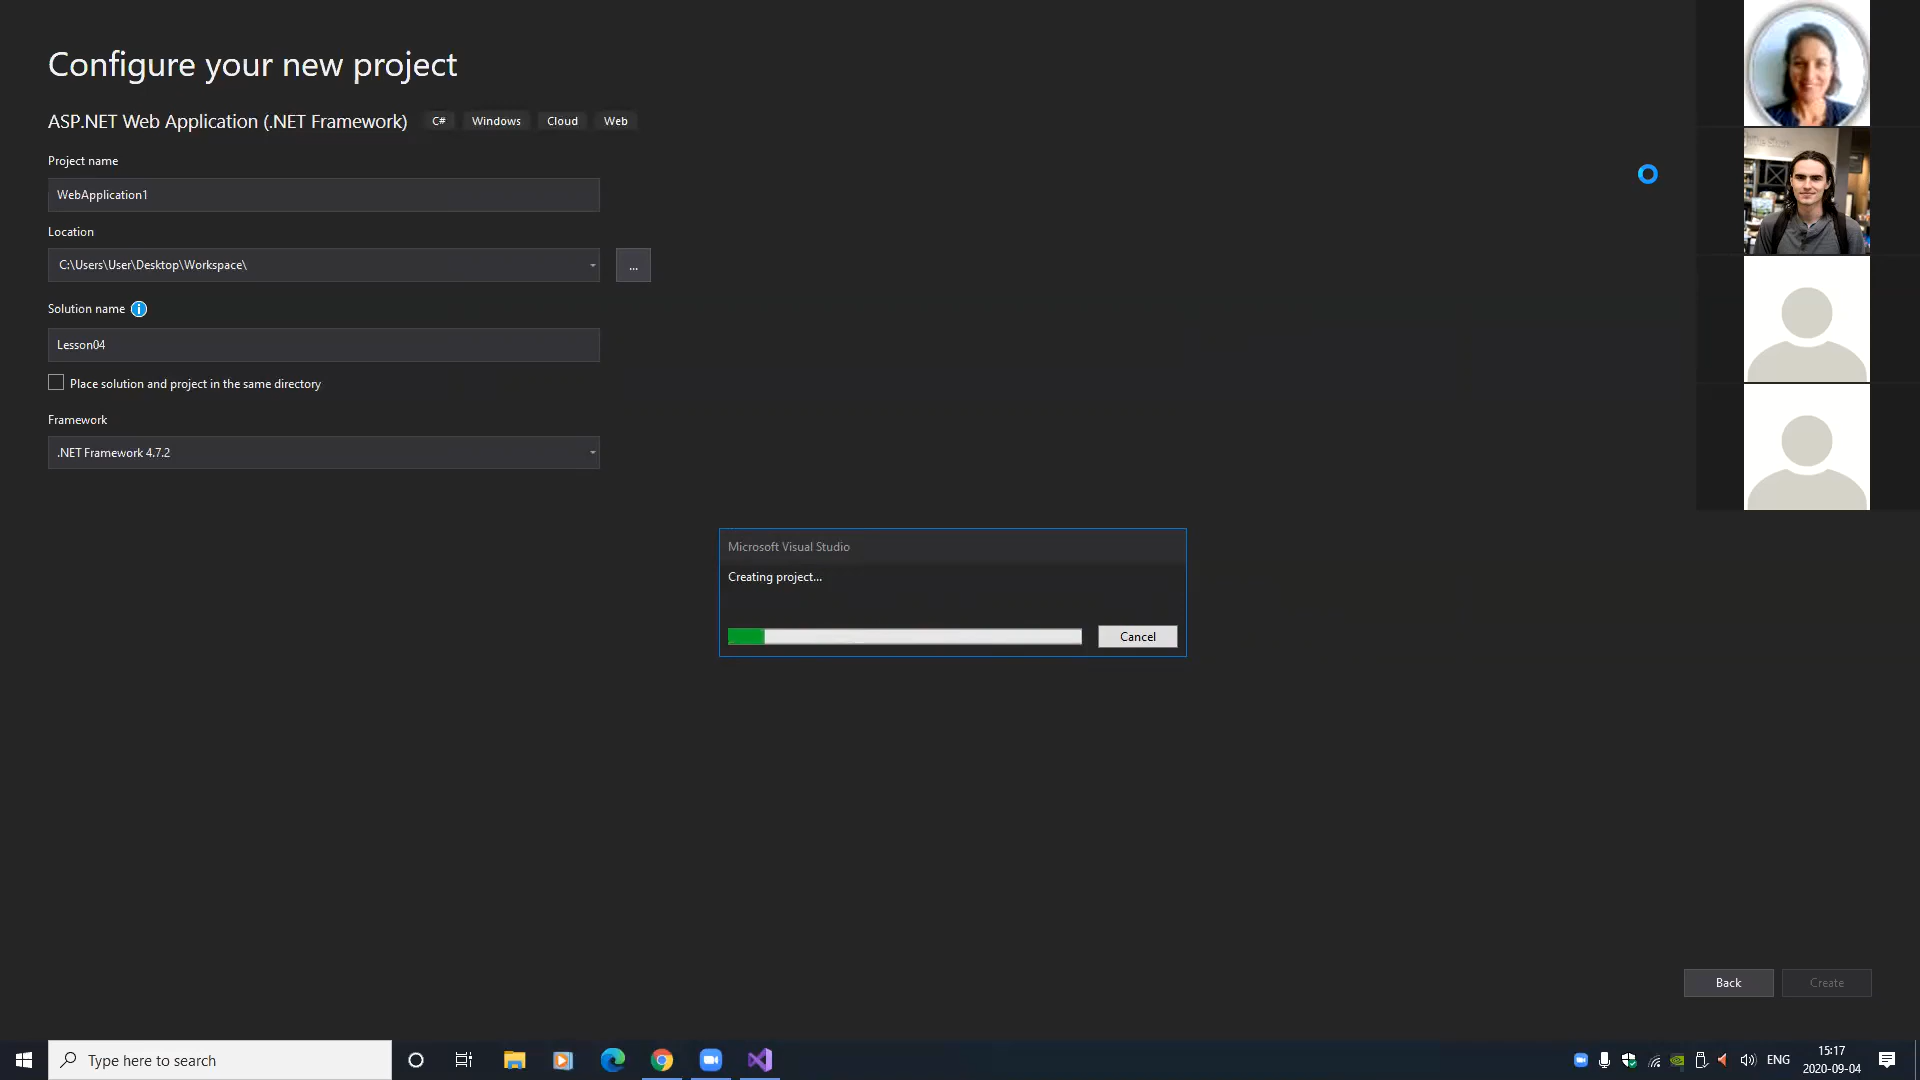 Configure your new project
ASP.NET Web Application (.NET Framework) C# Windows Cloud Web
Project name
WebApplication1
Location
C:\Users\User\Desktop\Workspace\
...
Solution name
Lesson04
Place solution and project in the same directory
Framework
.NET Framework 4.7.2
Microsoft Visual Studio
Creating project...
Cancel
Back Create
Type here to search
ENG
15:17
2020-09-04